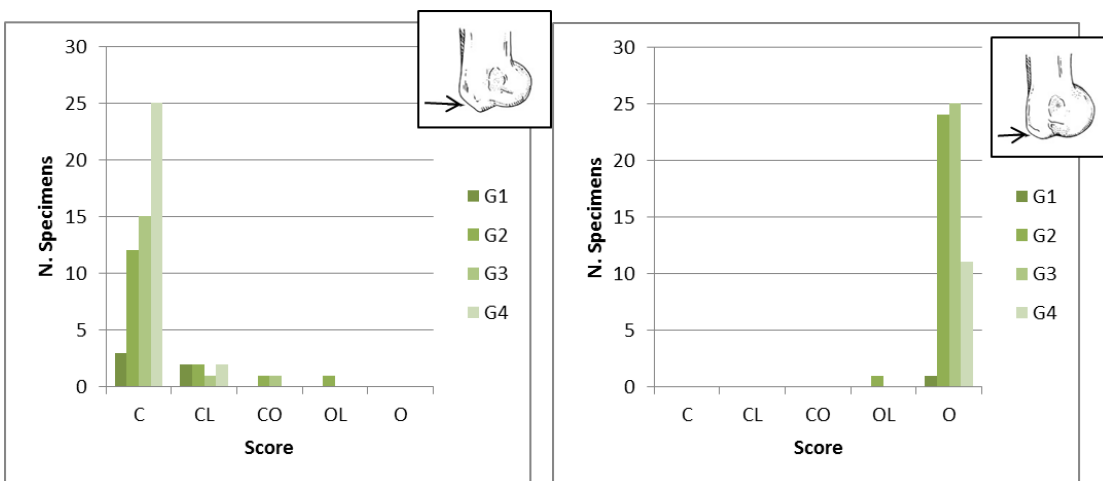 30
25
20
15
10
5
0
N. Specimens
C CL CO OL O
Score
G1
G2
G3
G4
30
25
20
15
10
5
0
N. Specimens
C CL CO OL O
Score
G1
G2
G3
G4